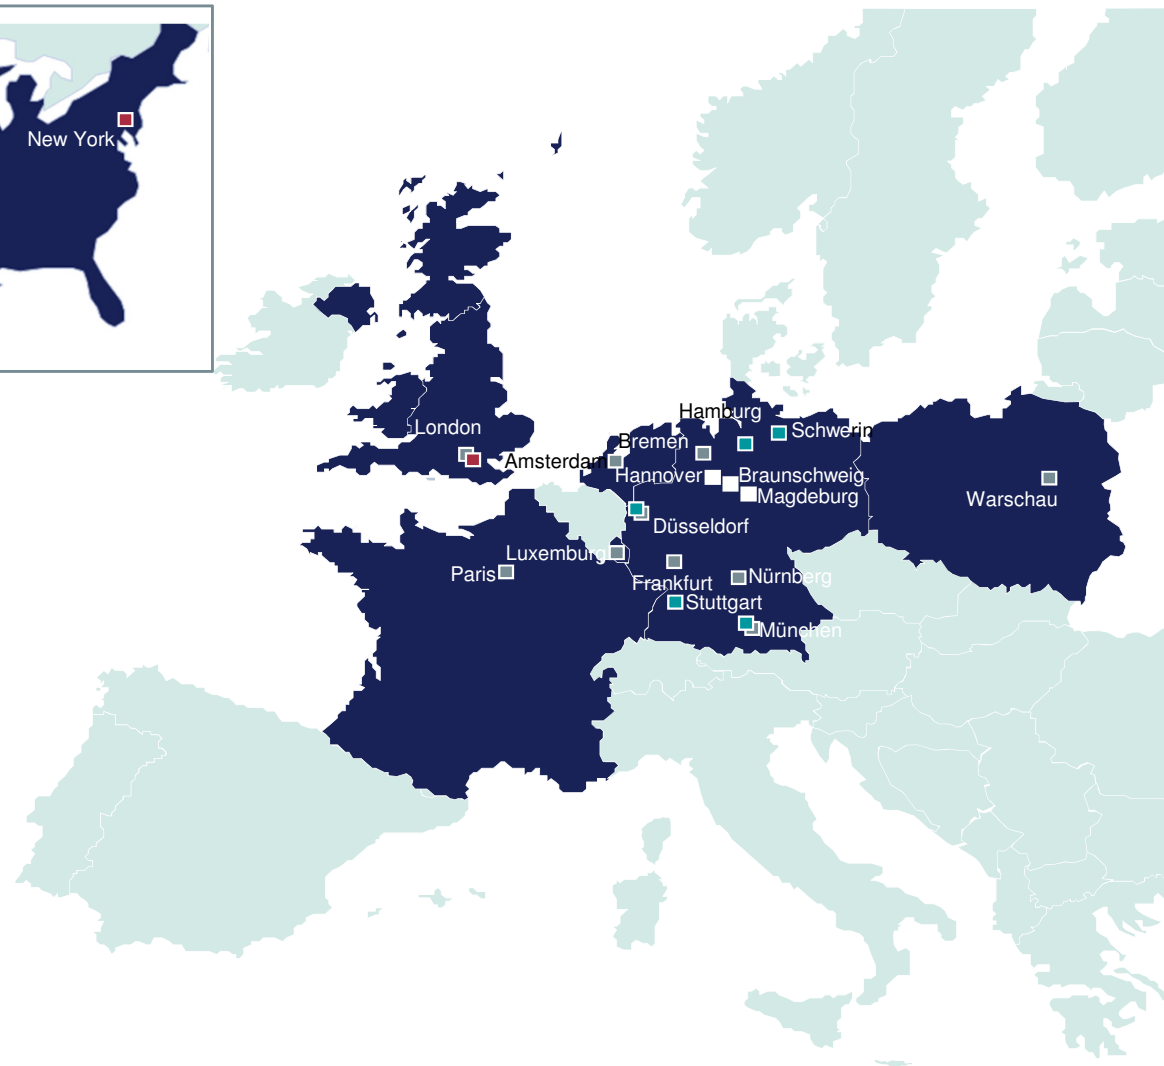 New York
London
Hamburg
Schwerin
Bremen
Amsterdam
Hannover
Braunschweig
Magdeburg
Warschau
Düsseldorf
Luxemburg
Paris
Frankfurt
Nürnberg
Stuttgart
München